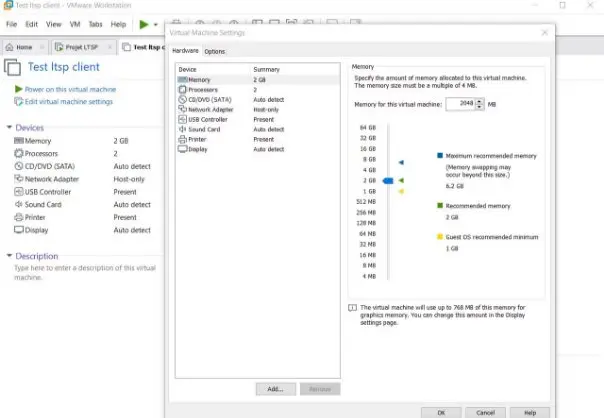 Test ltsp client - VMware Workstation
File Edit View VM Tabs Help
Home
Projet LTSP
Test ltsp c
Test ltsp client
Power on this virtual machine
Edit virtual machine settings
Devices
Memory 2 GB
Processors 2
CD/DVD (SATA) Auto detect
Network Adapter Host-only
USB Controller Present
Sound Card Auto detect
Printer Present
Display Auto detect
Description
Type here to enter a description of this virtual
machine.
Virtual Machine Settings
Hardware Options
Device Summary
Memory 2 GB
Processors 2
CD/DVD (SATA) Auto detect
Network Adapter Host-only
USB Controller Present
Sound Card Auto detect
Printer Present
Display Auto detect
Add...
Remove
Memory
Specify the amount of memory allocated to this virtual
machine. The memory size must be a multiple of 4 MB.
Memory for this virtual machine: 2048 MB
64 GB
32 GB
16 GB
8 GB
4 GB
2 GB
1 GB
512 MB
256 MB
128 MB
64 MB
32 MB
16 MB
8 MB
4 MB
Maximum recommended memory
(Memory swapping may
occur beyond this size.)
6.2 GB
Recommended memory
2 GB
Guest OS recommended minimum
1 GB
The virtual machine will use up to 768 MB of this memory for
graphics memory. You can change this amount in the Display
settings page.
OK Cancel Help